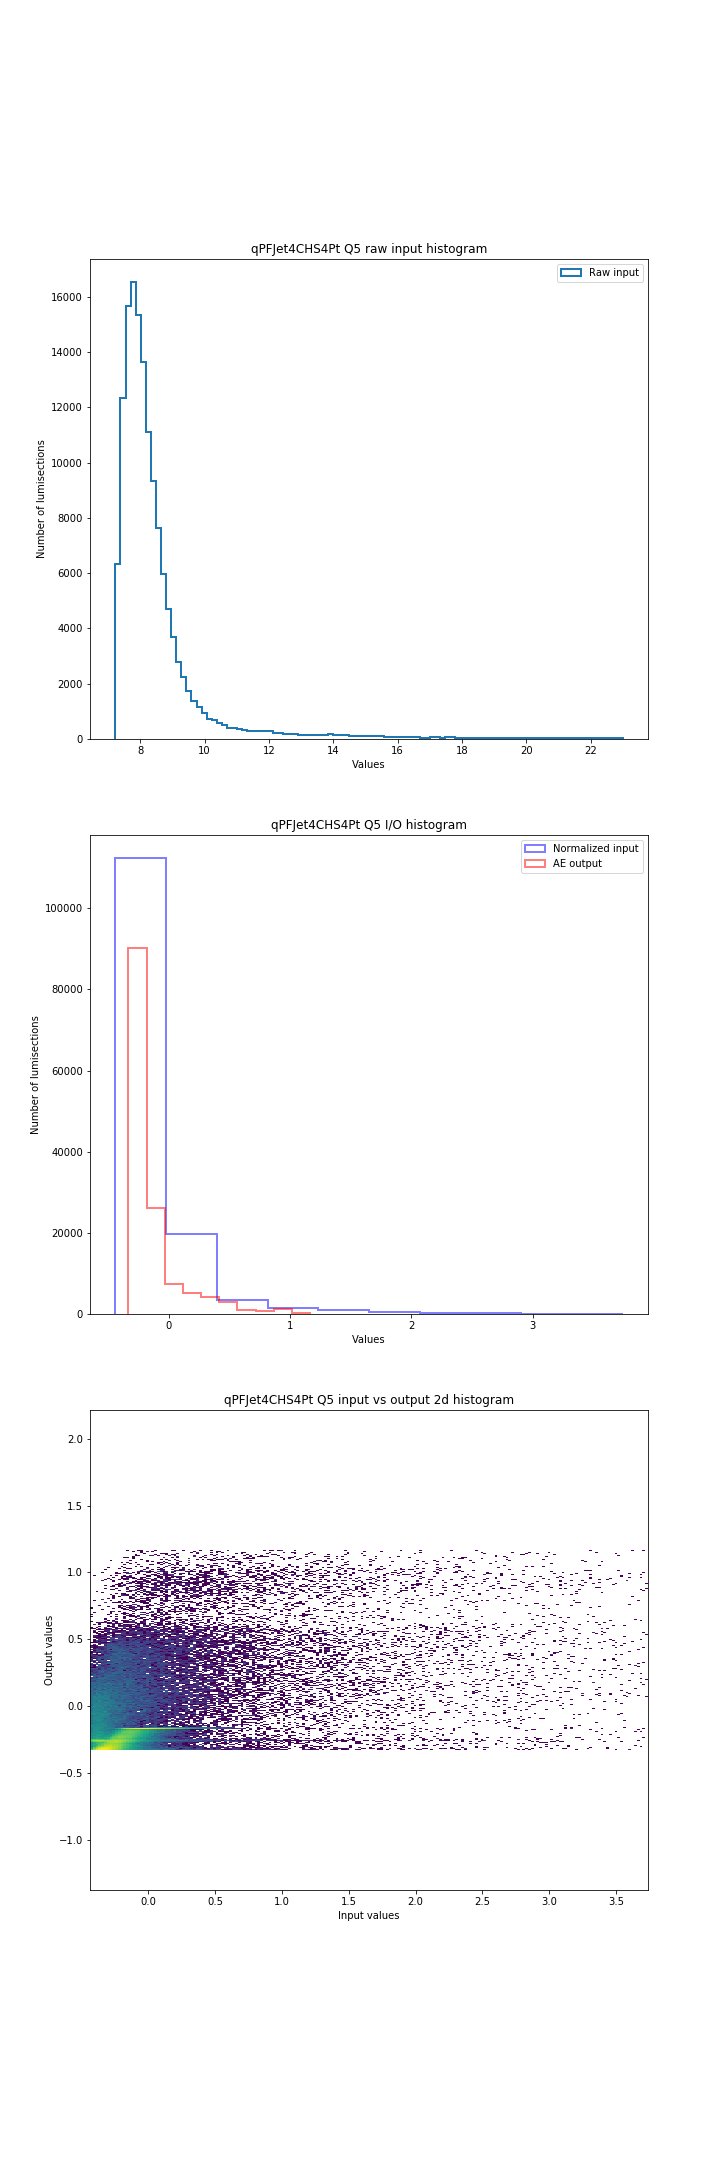 qPFJet4CHS4Pt Q5 raw input histogram
Raw input
16000
14000
12000
10000
8000
6000
4000
2000
0
Number of lumisections
8 10 12 14 16 18 20 22
Values
qPFJet4CHS4Pt Q5 I/O histogram
Normalized input
AE output
100000
80000
60000
40000
20000
0
Number of lumisections
0 1 2 3
Values
qPFJet4CHS4Pt Q5 input vs output 2d histogram
2.0
1.5
1.0
0.5
0.0
−0.5
−1.0
Output values
0.0 0.5 1.0 1.5 2.0 2.5 3.0 3.5
Input values